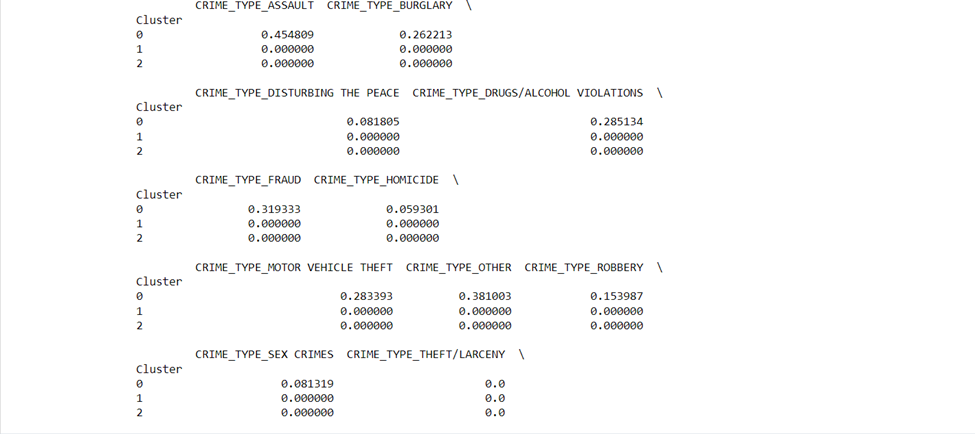 CRIME_TYPE_ASSAULT  CRIME_TYPE_BURGLARY  \
Cluster
0  0.454809  0.262213
1  0.000000  0.000000
2  0.000000  0.000000
CRIME_TYPE_DISTURBING THE PEACE  CRIME_TYPE_DRUGS/ALCOHOL VIOLATIONS  \
Cluster
0  0.081805  0.285134
1  0.000000  0.000000
2  0.000000  0.000000
CRIME_TYPE_FRAUD  CRIME_TYPE_HOMICIDE  \
Cluster
0  0.319333  0.059301
1  0.000000  0.000000
2  0.000000  0.000000
CRIME_TYPE_MOTOR VEHICLE THEFT  CRIME_TYPE_OTHER  CRIME_TYPE_ROBBERY  \
Cluster
0  0.283393  0.381003  0.153987
1  0.000000  0.000000  0.000000
2  0.000000  0.000000  0.000000
CRIME_TYPE_SEX CRIMES  CRIME_TYPE_THEFT/LARCENY  \
Cluster
0  0.081319  0.0
1  0.000000  0.0
2  0.000000  0.0